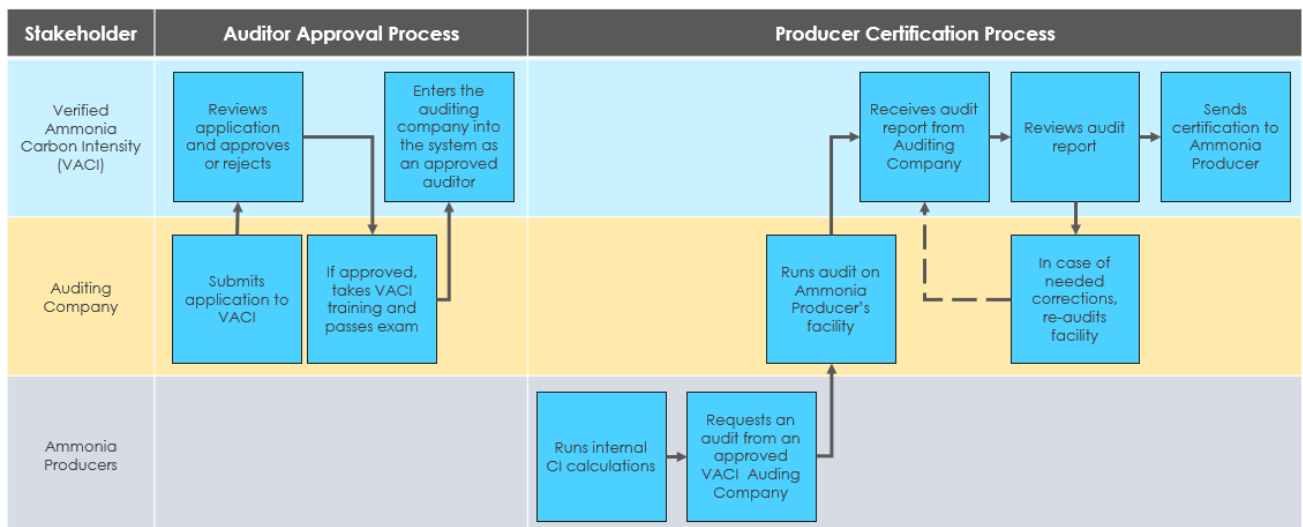 Stakeholder
Auditor Approval Process
Producer Certification Process
Verified
Ammonia
Carbon Intensity
(VACI)
Reviews
application
and approves
or rejects
Enters the
auditing
company into
the system as
an approved
auditor
Receives audit
report from
Auditing
Company
Reviews audit
report
Sends
certification to
Ammonia
Producer
Auditing
Company
Submits
application to
VACI
If approved,
takes VACI
training and
passes exam
Runs audit on
Ammonia
Producer's
facility
In case of
needed
corrections,
re-audits
facility
Ammonia
Producers
Runs internal
CI calculations
Requests an
audit from an
approved
VACI Auding
Company